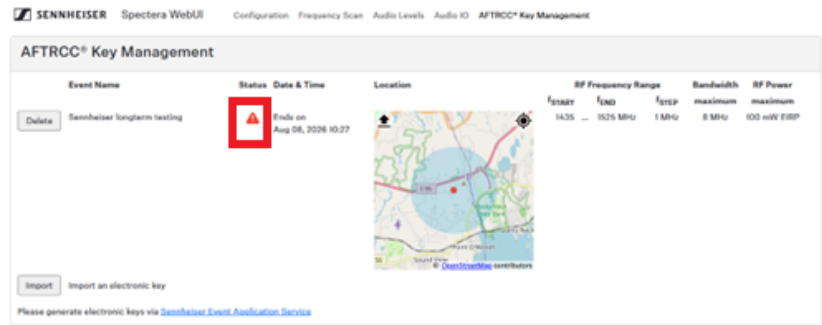 SENNHEISER Spectera WebUI Configuration Frequency Scan Audio Levels Audio IO AFTRCC® Key Management
AFTRCC® Key Management
Event Name Status Date & Time Location RF Frequency Range Bandwidth RF Power
fSTART fEND fSTEP maximum maximum
Delete Sennheiser longterm testing Ends on 1435 ... 1525 MHz 1 MHz 8 MHz 100 mW EIRP
Aug 08, 2026 10:27
I 95
Sound View
© OpenStreetMap contributors
Import Import an electronic key
Please generate electronic keys via Sennheiser Event Application Service